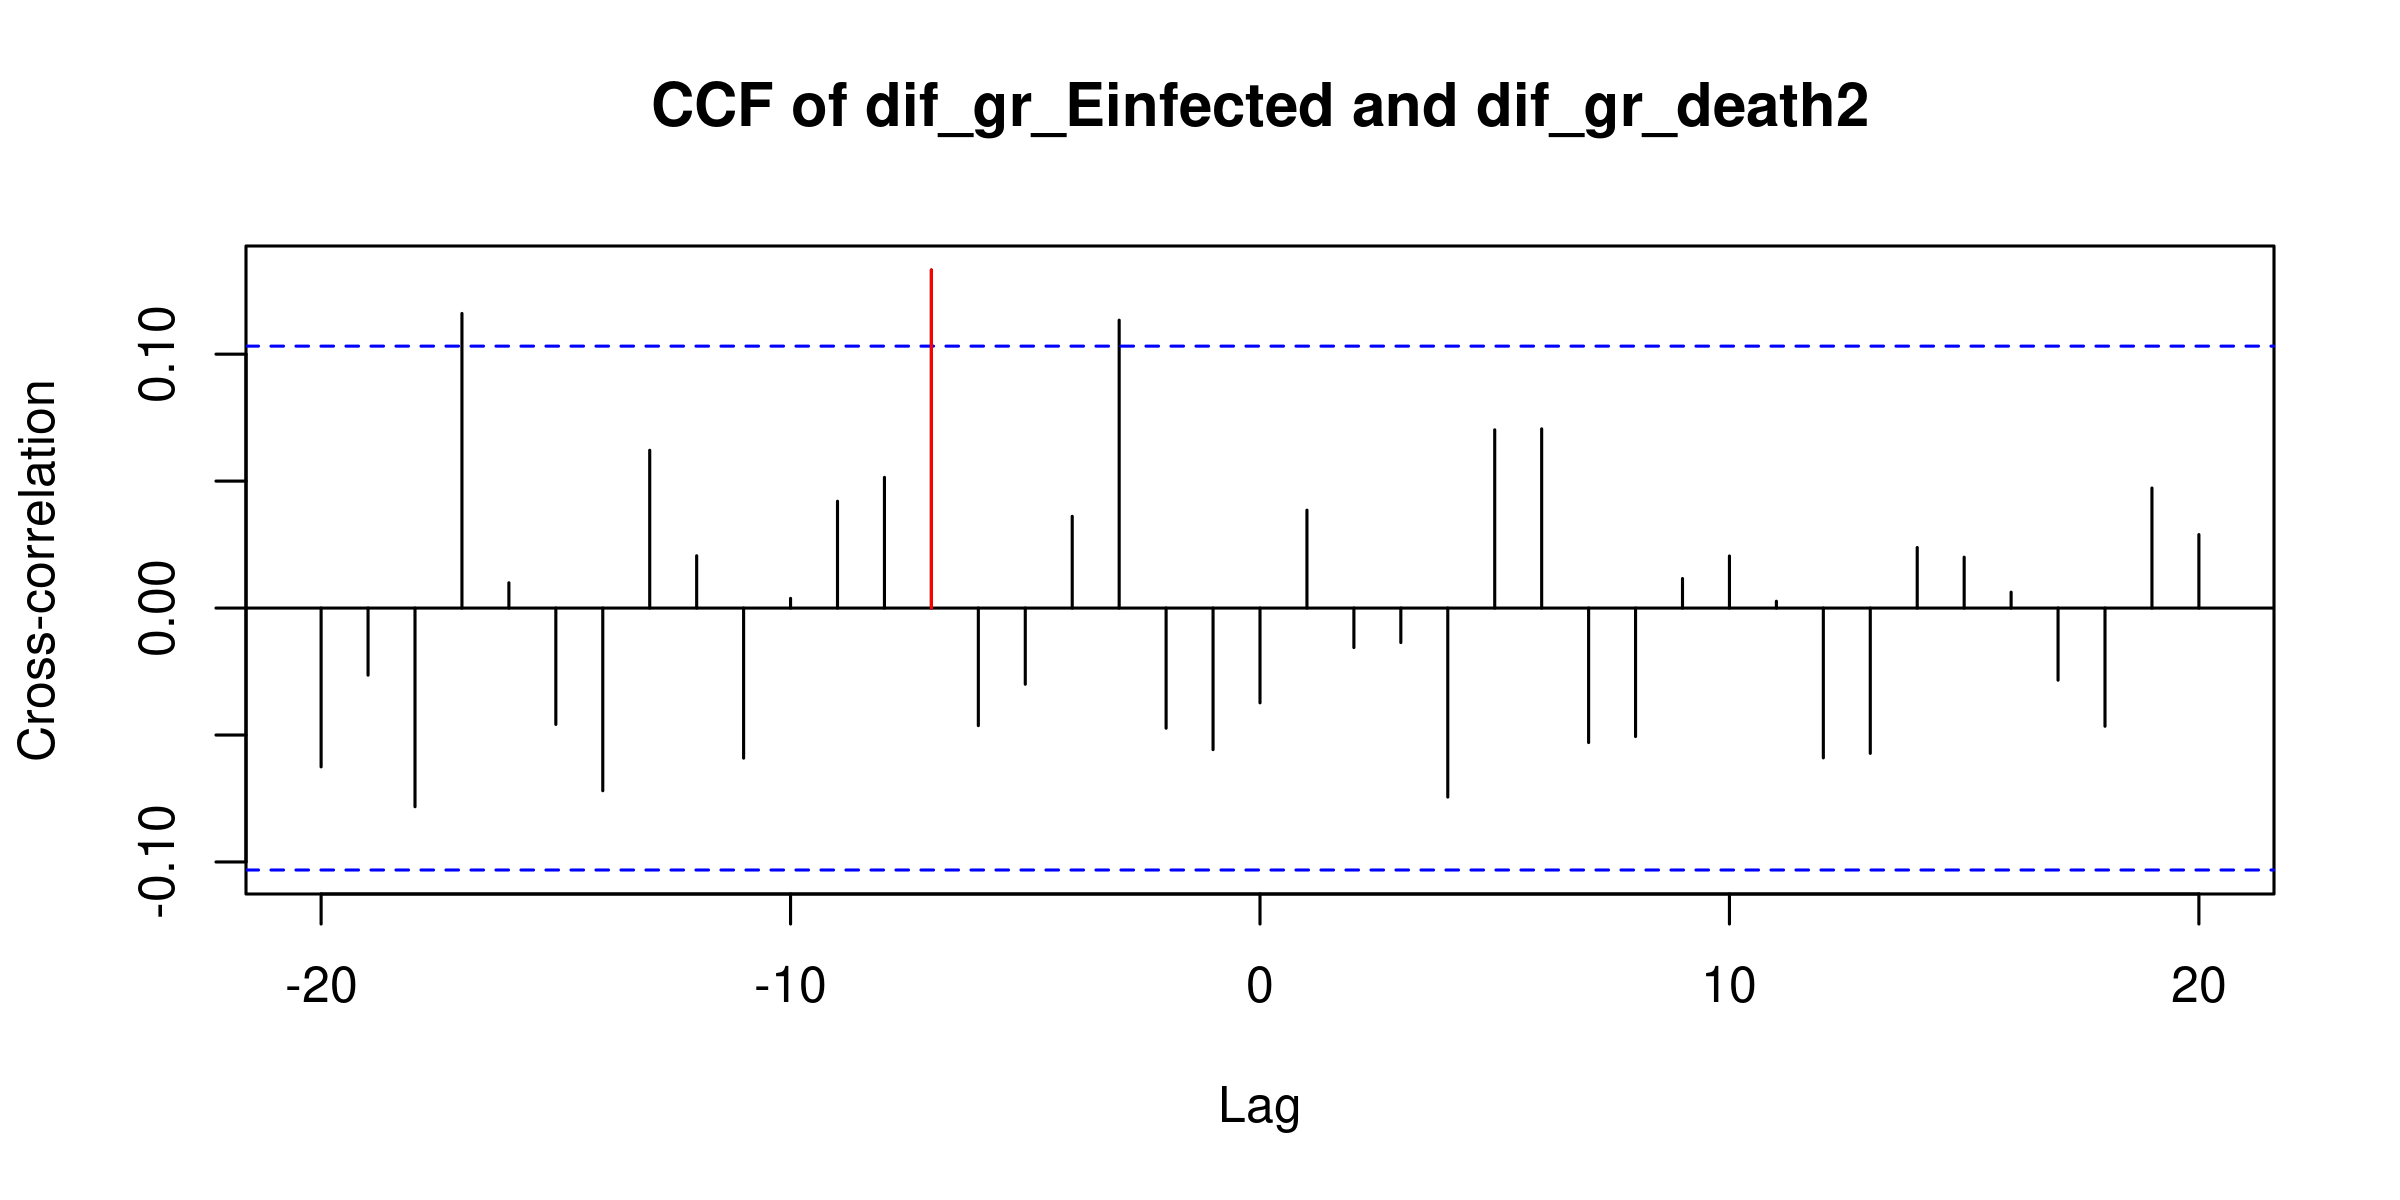 CCF of dif_gr_Einfected and dif_gr_death2
Cross-correlation
0.10
0.00
-0.10
-20 -10 0 10 20
Lag